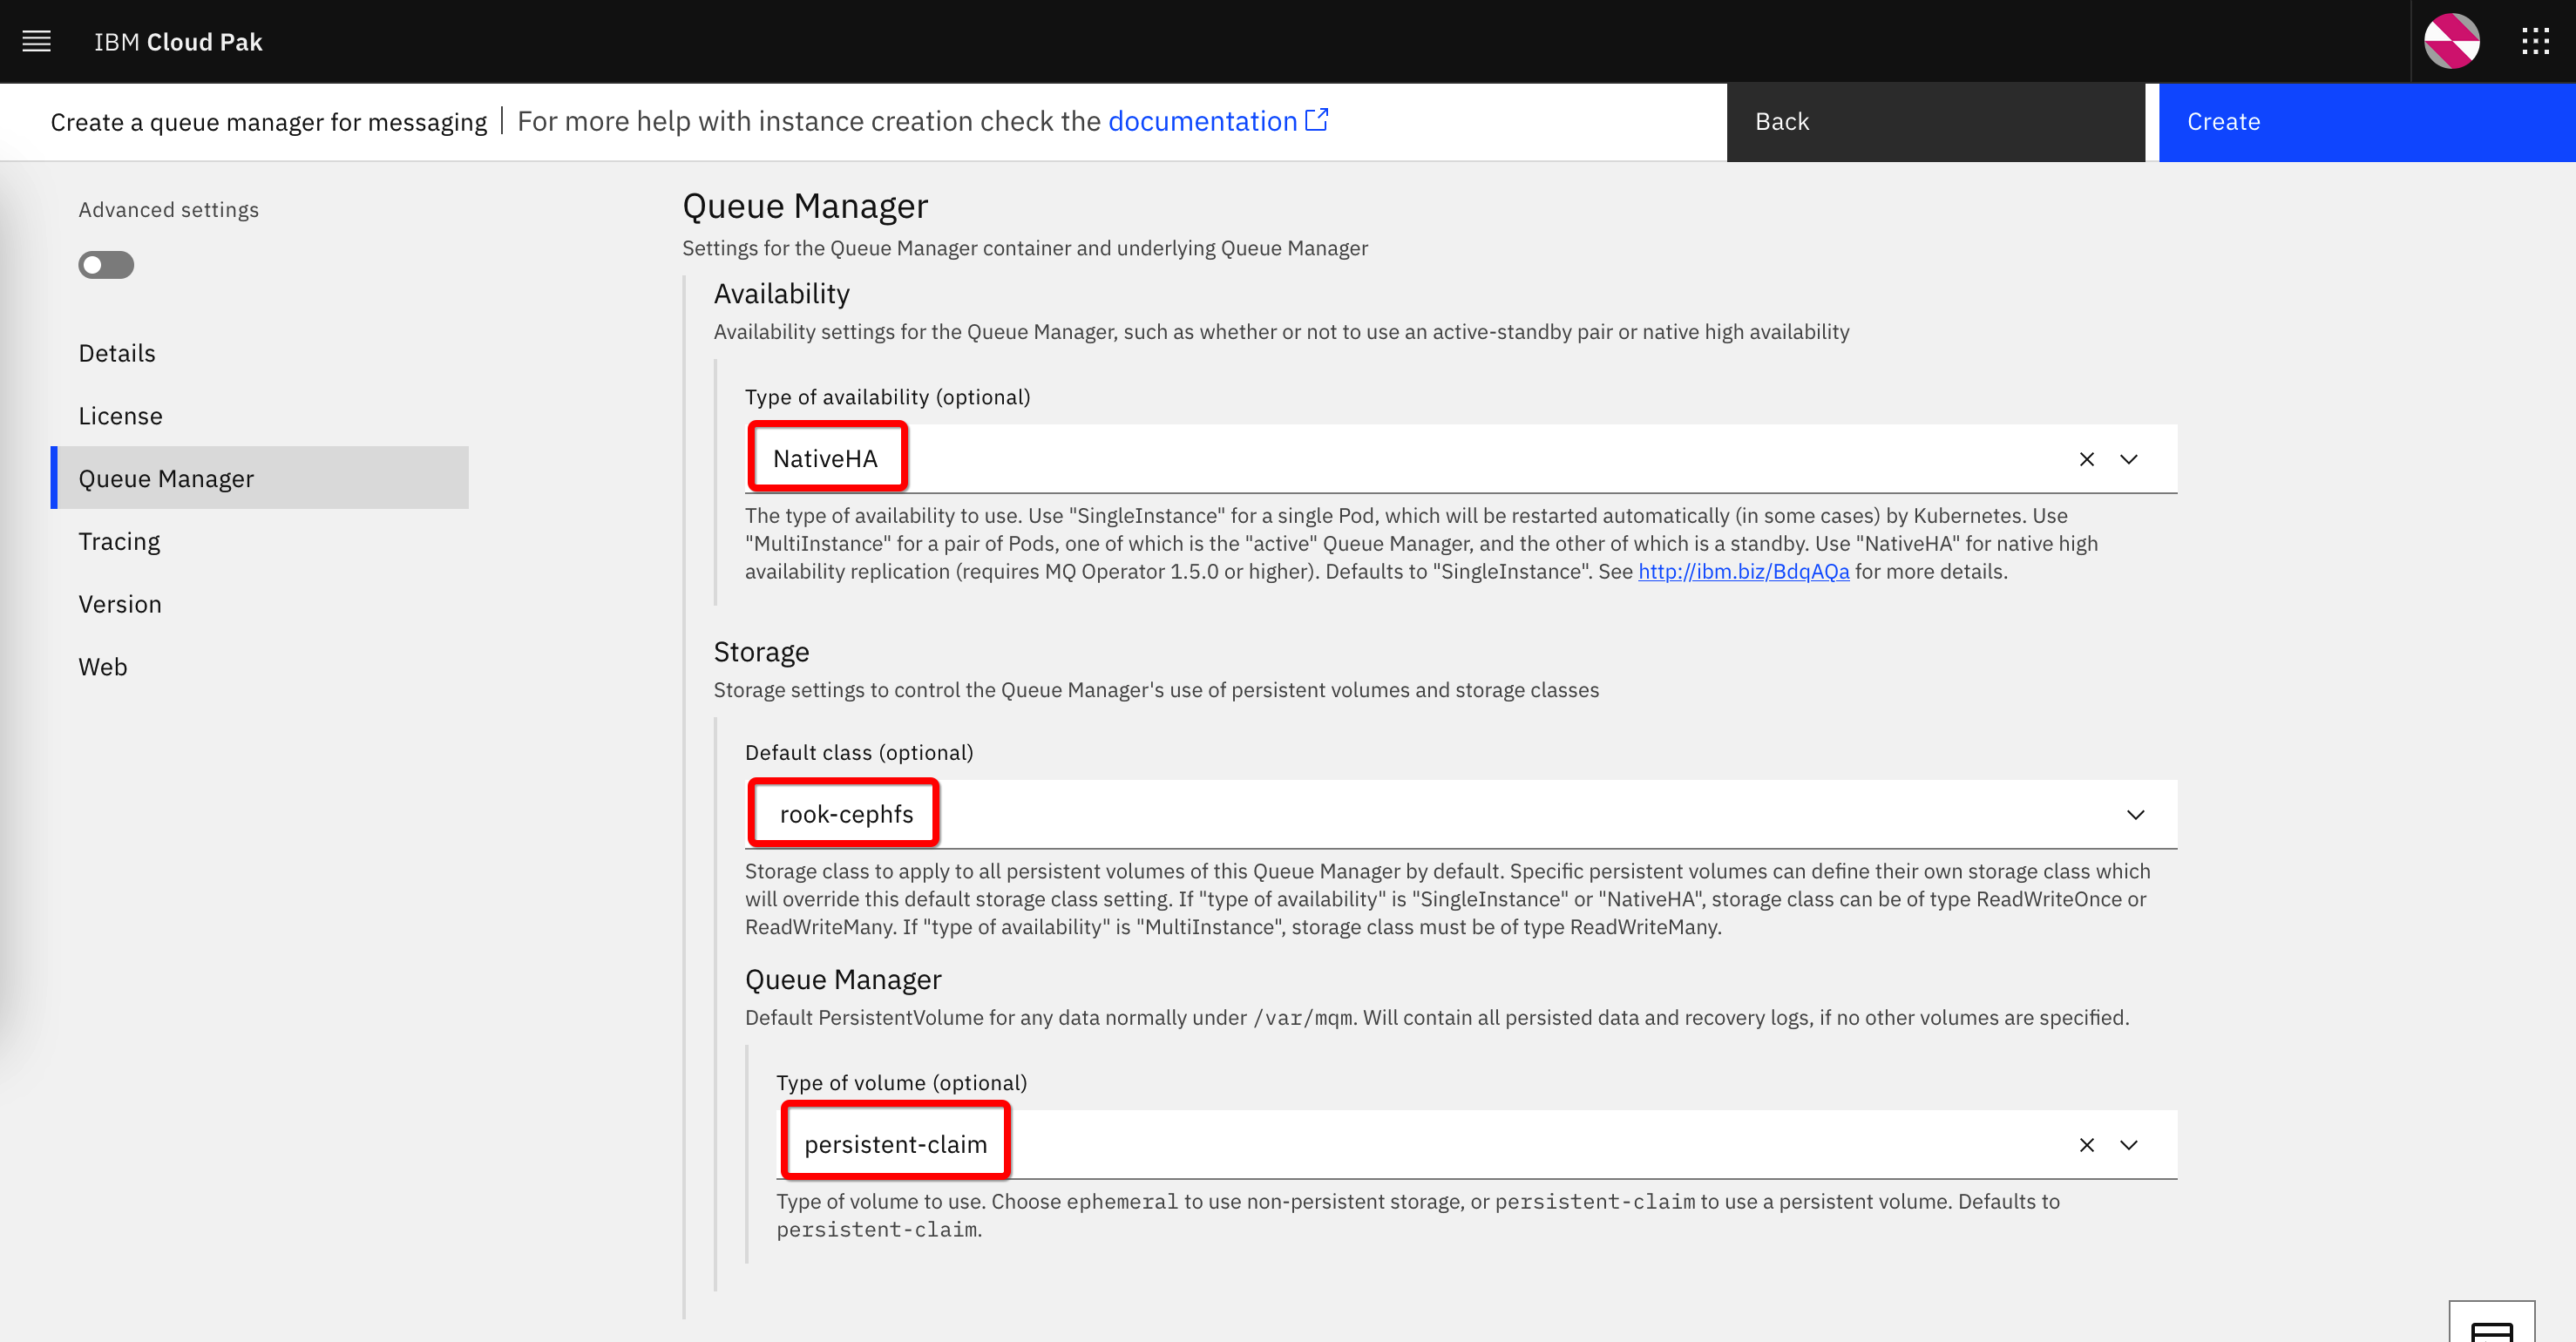 IBM Cloud Pak
Create a queue manager for messaging | For more help with instance creation check the documentation
Back
Create
Advanced settings
Details
License
Queue Manager
Tracing
Version
Web
Queue Manager
Settings for the Queue Manager container and underlying Queue Manager
Availability
Availability settings for the Queue Manager, such as whether or not to use an active-standby pair or native high availability
Type of availability (optional)
NativeHA
The type of availability to use. Use "SingleInstance" for a single Pod, which will be restarted automatically (in some cases) by Kubernetes. Use
"MultiInstance" for a pair of Pods, one of which is the "active" Queue Manager, and the other of which is a standby. Use "NativeHA" for native high
availability replication (requires MQ Operator 1.5.0 or higher). Defaults to "SingleInstance". See http://ibm.biz/BdqAQa for more details.
Storage
Storage settings to control the Queue Manager's use of persistent volumes and storage classes
Default class (optional)
rook-cephfs
Storage class to apply to all persistent volumes of this Queue Manager by default. Specific persistent volumes can define their own storage class which
will override this default storage class setting. If "type of availability" is "SingleInstance" or "NativeHA", storage class can be of type ReadWriteOnce or
ReadWriteMany. If "type of availability" is "MultiInstance", storage class must be of type ReadWriteMany.
Queue Manager
Default PersistentVolume for any data normally under /var/mqm. Will contain all persisted data and recovery logs, if no other volumes are specified.
Type of volume (optional)
persistent-claim
Type of volume to use. Choose ephemeral to use non-persistent storage, or persistent-claim to use a persistent volume. Defaults to
persistent-claim.